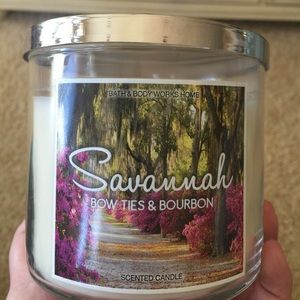 BATH & BODY WORKS HOME
Savannah
BOW TIES & BOURBON
SCENTED CANDLE